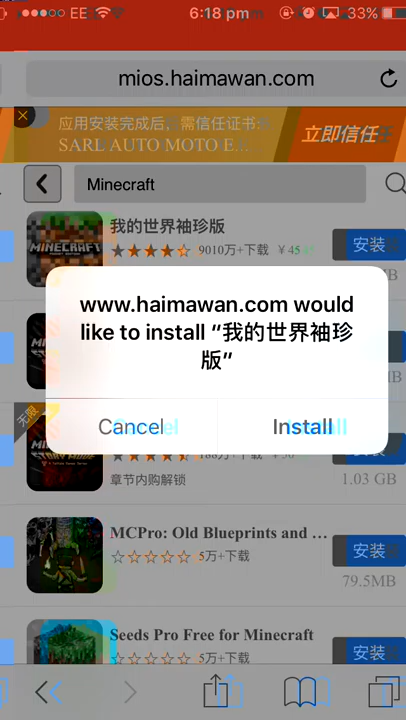 EE 6:18 pm 33%
mios.haimawan.com
应用安装完成后，需信任证书
SARL AUTO MOTO E...
立即信任
Minecraft
我的世界袖珍版
9010万+下载 ￥45
安装
www.haimawan.com would
like to install “我的世界袖珍
版”
Cancel Install
无限
章节内购解锁
1.03 GB
MCPro: Old Blueprints and ...
5万+下载
安装
79.5MB
Seeds Pro Free for Minecraft
5万+下载
安装